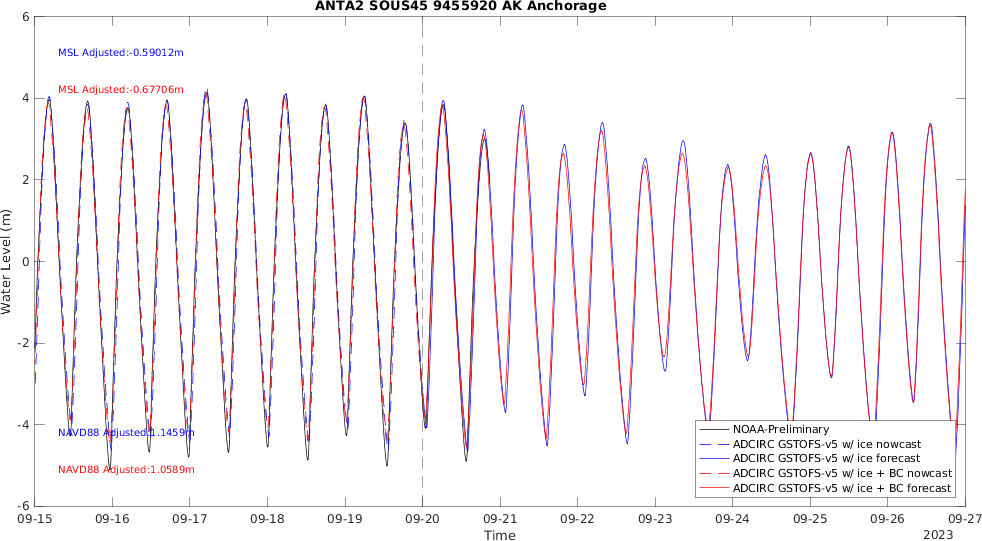 ANTA2 SOUS45 9455920 AK Anchorage
6
4
2
0
-2
-4
-6
Water Level (m)
MSL Adjusted:-0.59012m
MSL Adjusted:-0.67706m
NAVD88 Adjusted:1.1459m
NAVD88 Adjusted:1.0589m
NOAA-Preliminary
ADCIRC GSTOFS-v5 w/ ice nowcast
ADCIRC GSTOFS-v5 w/ ice forecast
ADCIRC GSTOFS-v5 w/ ice + BC nowcast
ADCIRC GSTOFS-v5 w/ ice + BC forecast
09-15 09-16 09-17 09-18 09-19 09-20 09-21 09-22 09-23 09-24 09-25 09-26 09-27
Time
2023